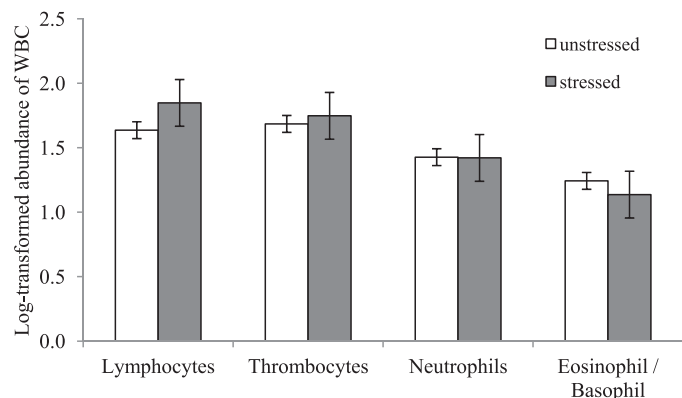 Log-transformed abundance of WBC
2.5
2.0
1.5
1.0
0.5
0.0
unstressed
stressed
Lymphocytes
Thrombocytes
Neutrophils
Eosinophil /
Basophil